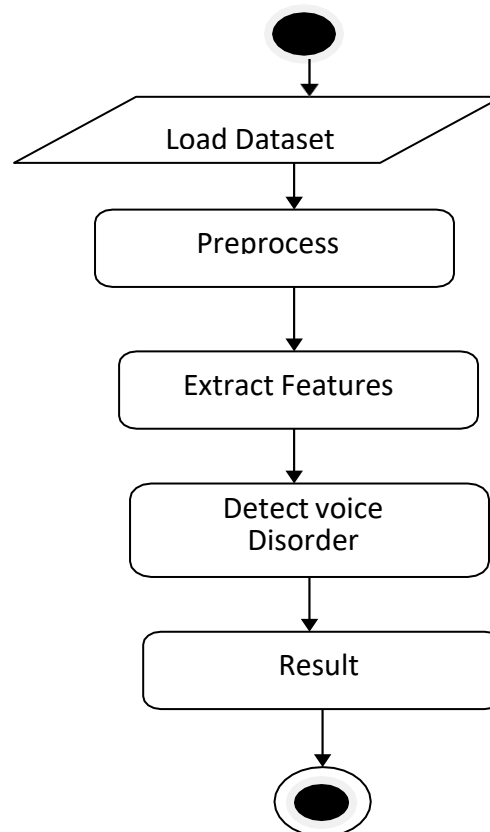 Load Dataset
Preprocess
Extract Features
Detect voice
Disorder
Result